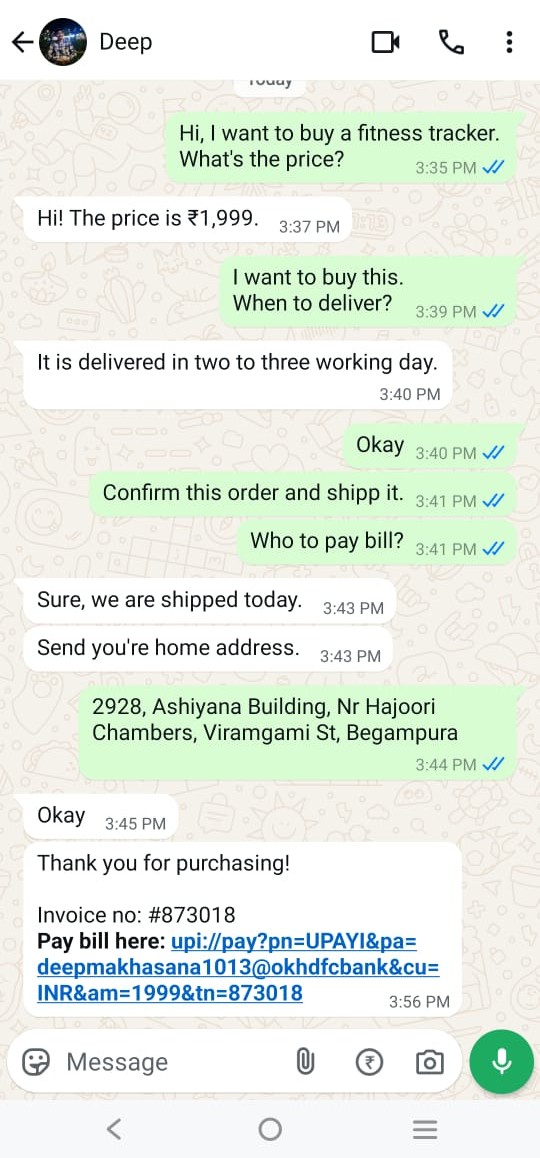 Deep
Today
Hi, I want to buy a fitness tracker.
What's the price?
3:35 PM
Hi! The price is ₹1,999.
3:37 PM
I want to buy this.
When to deliver?
3:39 PM
It is delivered in two to three working day.
3:40 PM
Okay
3:40 PM
Confirm this order and shipp it.
3:41 PM
Who to pay bill?
3:41 PM
Sure, we are shipped today.
3:43 PM
Send you're home address.
3:43 PM
2928, Ashiyana Building, Nr Hajoori
Chambers, Viramgami St, Begampura
3:44 PM
Okay
3:45 PM
Thank you for purchasing!
Invoice no: #873018
Pay bill here: upi://pay?pn=UPAYI&pa=
deepmakhasana1013@okhdfcbank&cu=
INR&am=1999&tn=873018
3:56 PM
Message